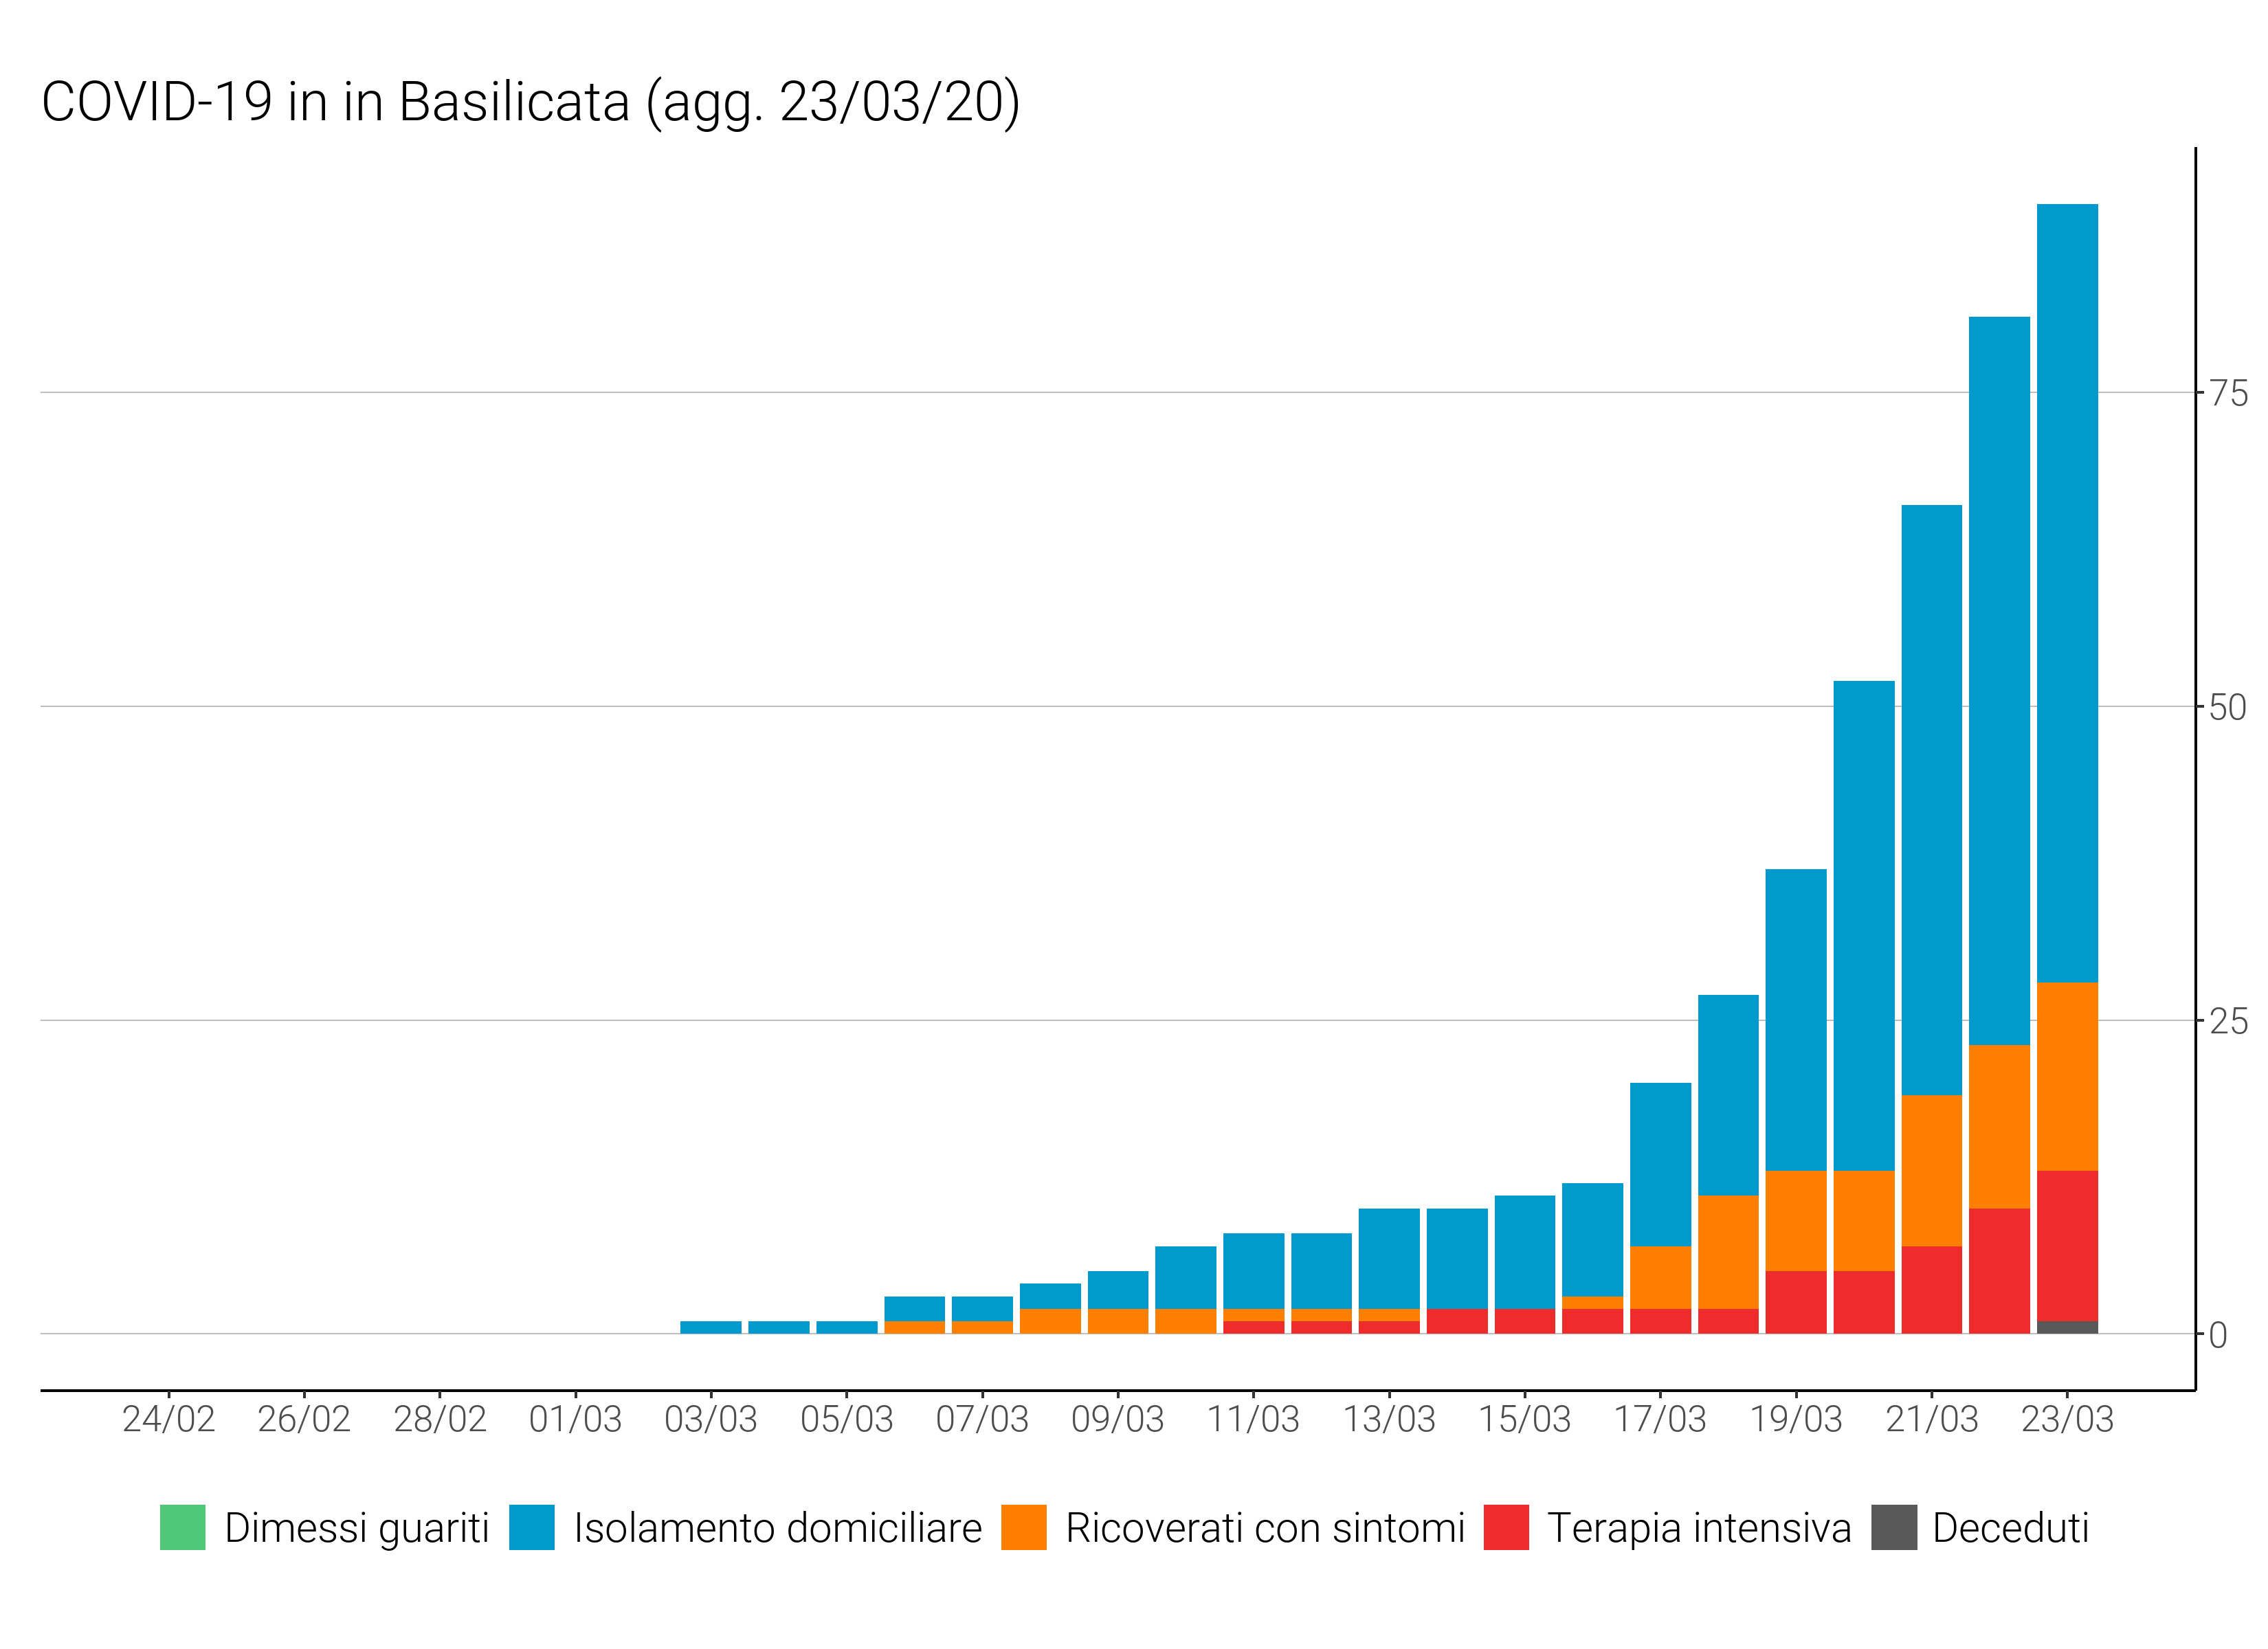 COVID-19 in in Basilicata (agg. 23/03/20)
75
50
25
0
24/02 26/02 28/02 01/03 03/03 05/03 07/03 09/03 11/03 13/03 15/03 17/03 19/03 21/03 23/03
Dimessi guariti Isolamento domiciliare Ricoverati con sintomi Terapia intensiva Deceduti